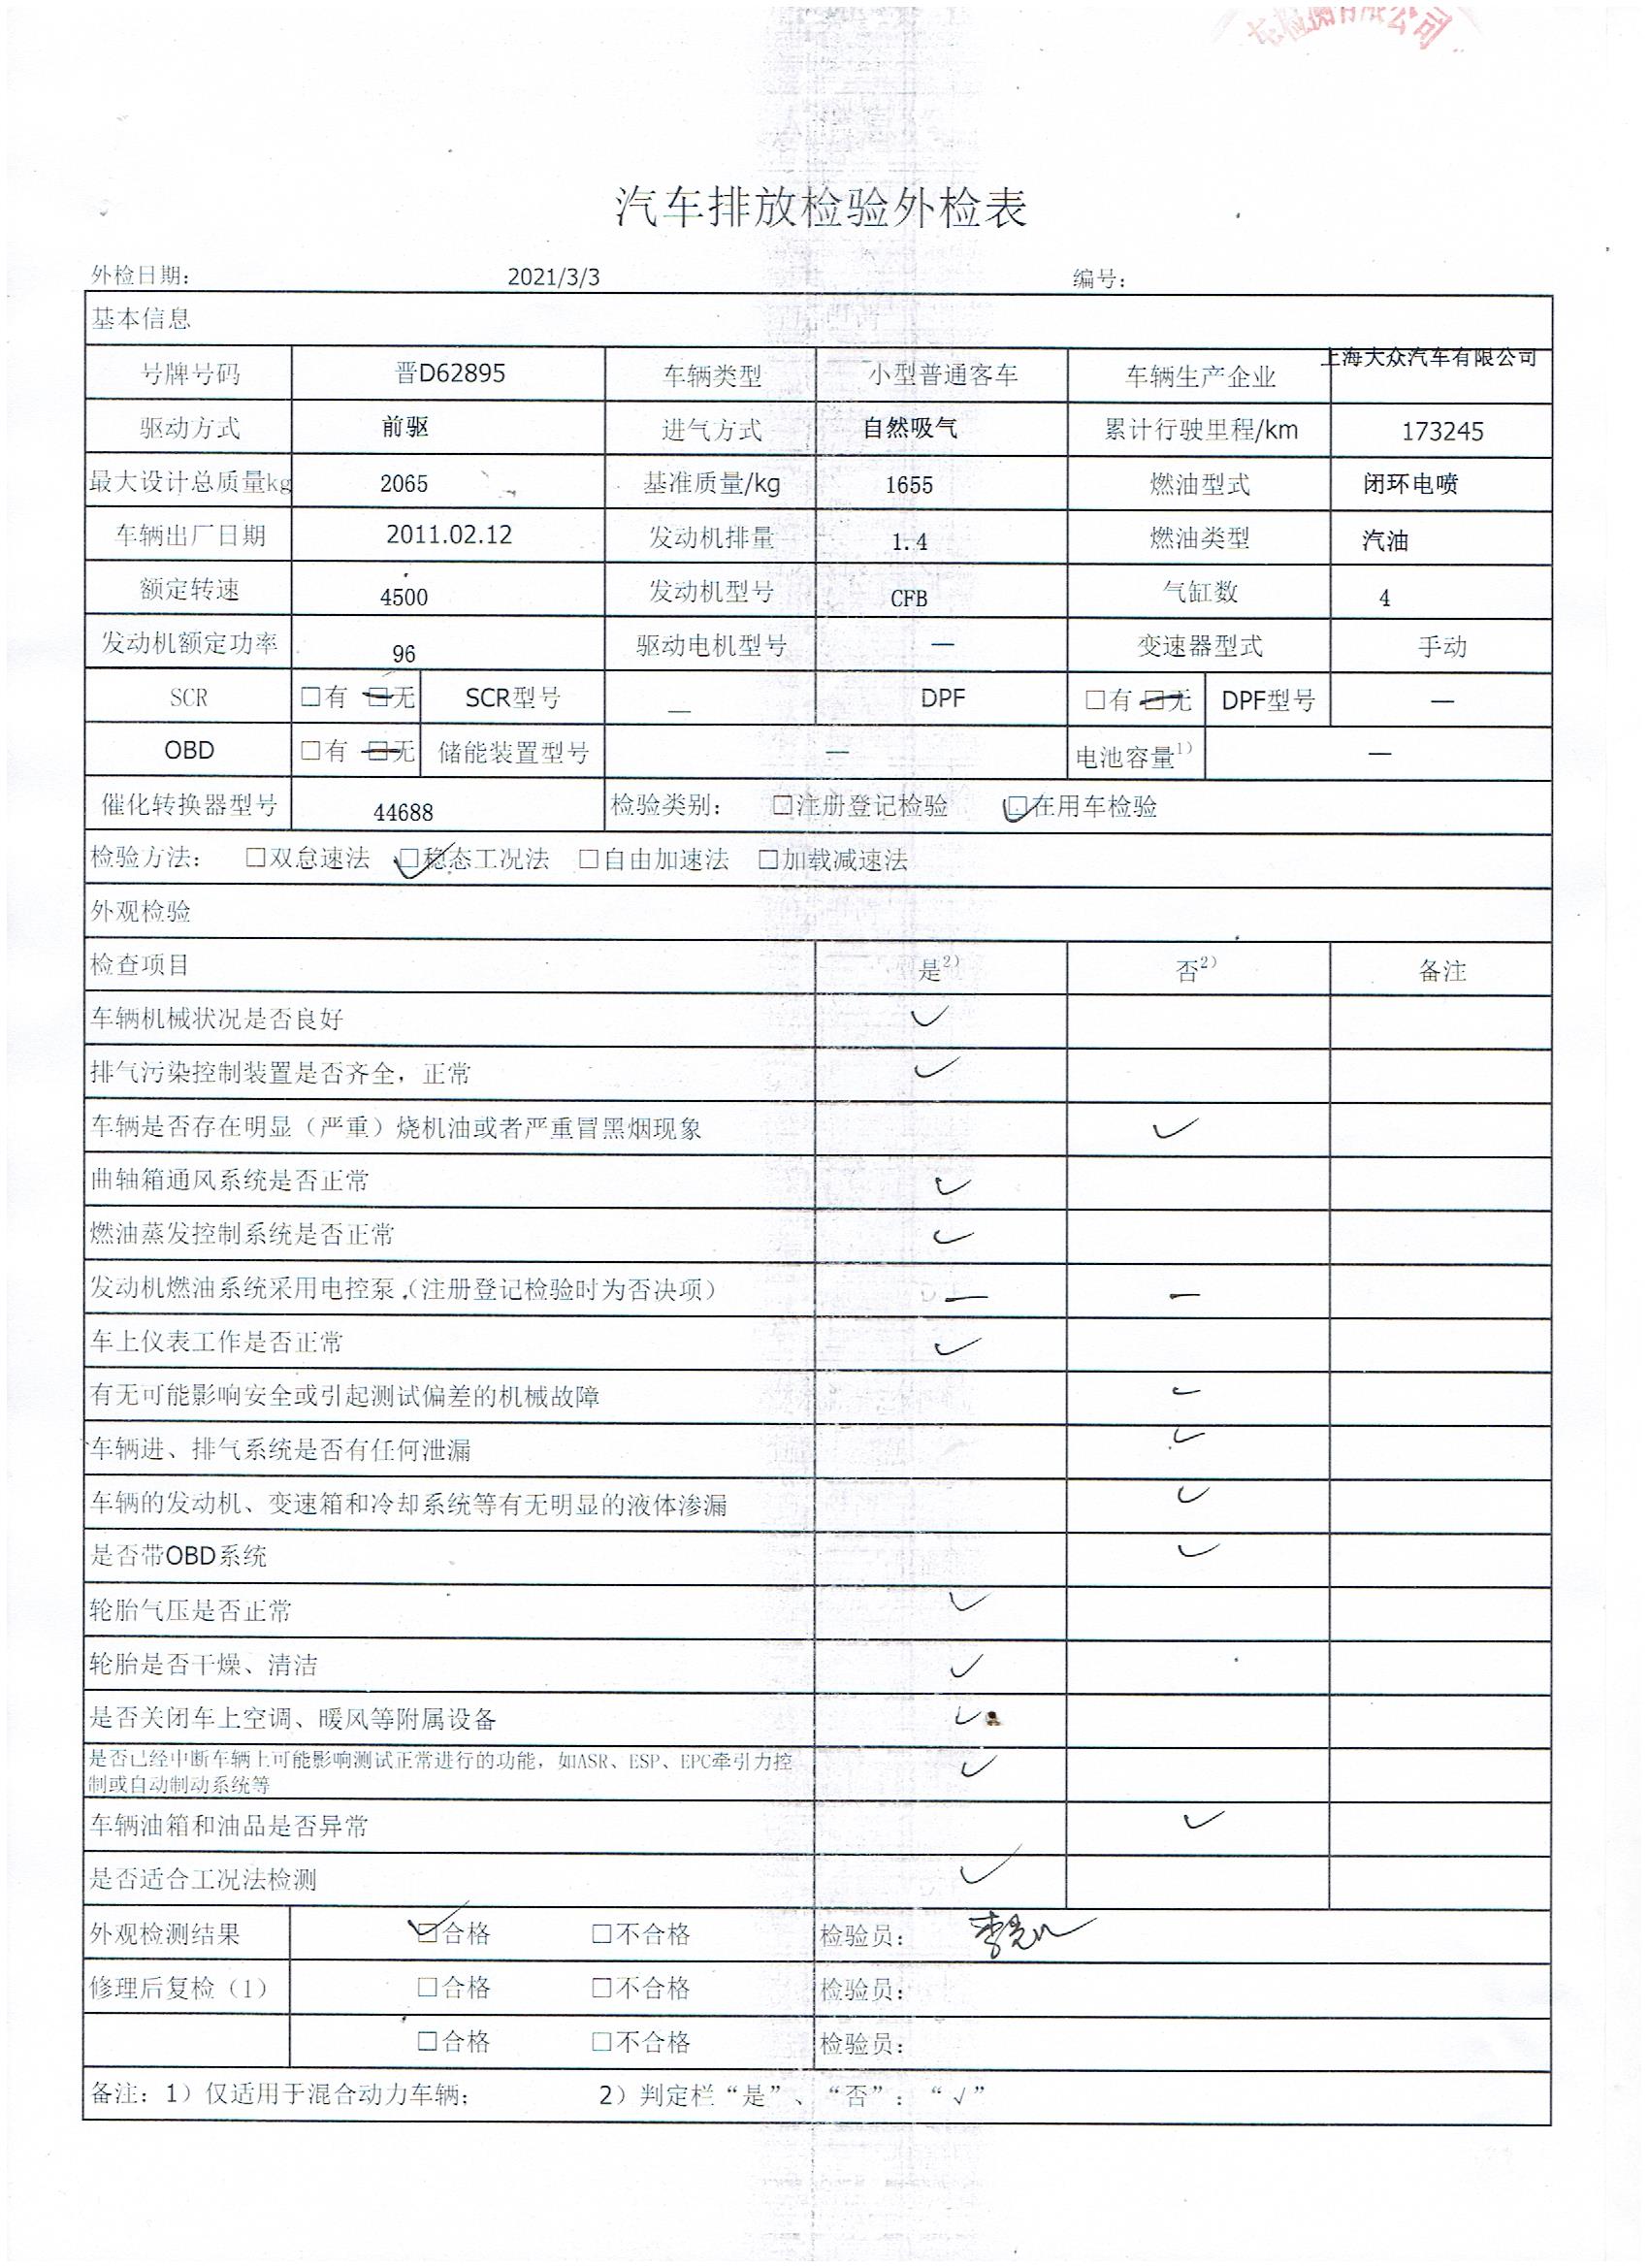 检测有限公司
汽车排放检验外检表
外检日期: 2021/3/3 编号:
基本信息
号牌号码 晋D62895 车辆类型 小型普通客车 车辆生产企业 上海大众汽车有限公司
驱动方式 前驱 进气方式 自然吸气 累计行驶里程/km 173245
最大设计总质量kg 2065 基准质量/kg 1655 燃油型式 闭环电喷
车辆出厂日期 2011.02.12 发动机排量 1.4 燃油类型 汽油
额定转速 4500 发动机型号 CFB 气缸数 4
发动机额定功率 96 驱动电机型号 — 变速器型式 手动
SCR □有 □无 SCR型号 — DPF □有 □无 DPF型号 —
OBD □有 □无 储能装置型号 — 电池容量1) —
催化转换器型号 44688 检验类别: □注册登记检验 ☑在用车检验
检验方法: □双怠速法 ☑稳态工况法 □自由加速法 □加载减速法
外观检验
检查项目 是2) 否2) 备注
车辆机械状况是否良好 ✓
排气污染控制装置是否齐全，正常 ✓
车辆是否存在明显（严重）烧机油或者严重冒黑烟现象 ✓
曲轴箱通风系统是否正常 ✓
燃油蒸发控制系统是否正常 ✓
发动机燃油系统采用电控泵（注册登记检验时为否决项） — —
车上仪表工作是否正常 ✓
有无可能影响安全或引起测试偏差的机械故障 ✓
车辆进、排气系统是否有任何泄漏 ✓
车辆的发动机、变速箱和冷却系统等有无明显的液体渗漏 ✓
是否带OBD系统 ✓
轮胎气压是否正常 ✓
轮胎是否干燥、清洁 ✓
是否关闭车上空调、暖风等附属设备 ✓
是否已经中断车辆上可能影响测试正常进行的功能，如ASR、ESP、EPC牵引力控
制或自动制动系统等 ✓
车辆油箱和油品是否异常 ✓
是否适合工况法检测 ✓
外观检测结果 ☑合格 □不合格 检验员:
修理后复检（1） □合格 □不合格 检验员:
□合格 □不合格 检验员:
备注: 1）仅适用于混合动力车辆; 2）判定栏“是”、“否”: “√”